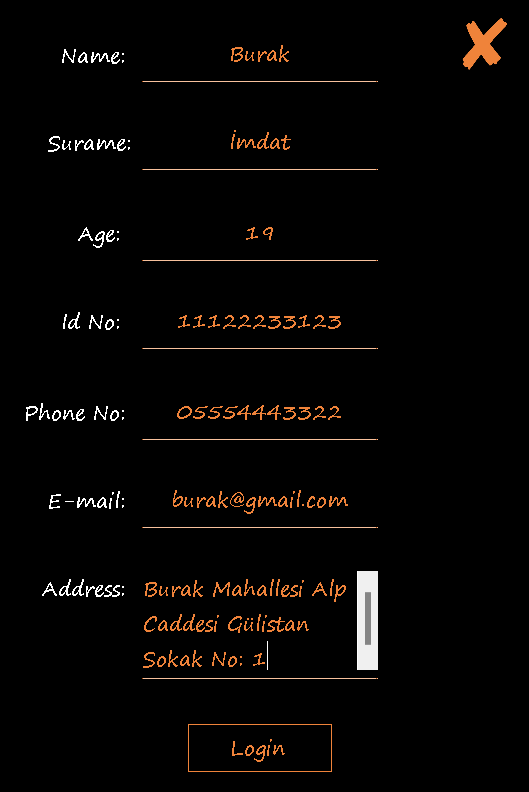 Name: Burak
Surame: İmdat
Age: 19
Id No: 11122233123
Phone No: 05554443322
E-mail: burak@gmail.com
Address: Burak Mahallesi Alp
Caddesi Gülistan
Sokak No: 1
Login